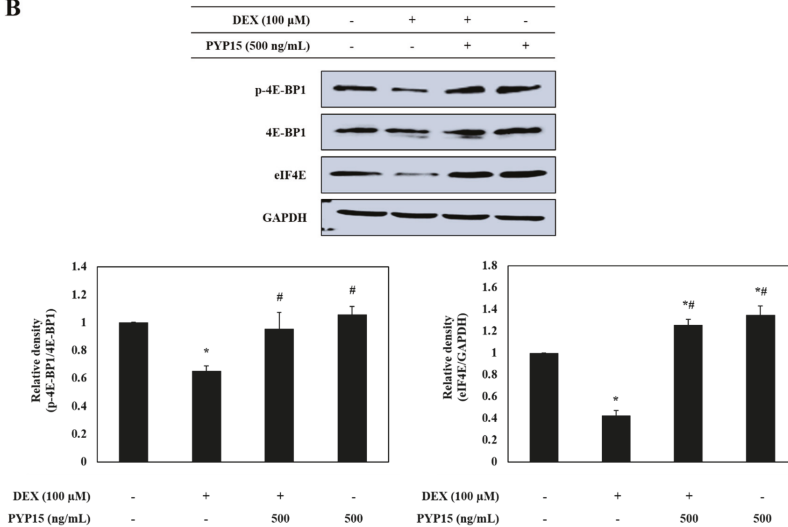 B
DEX (100 µM) - + + -
PYP15 (500 ng/mL) - - + +
p-4E-BP1
4E-BP1
eIF4E
GAPDH
Relative density
(p-4E-BP1/4E-BP1)
1.4
1.2
1
0.8
0.6
0.4
0.2
0
*
#
#
DEX (100 µM) - + + -
PYP15 (ng/mL) - - 500 500
Relative density
(eIF4E/GAPDH)
1.8
1.6
1.4
1.2
1
0.8
0.6
0.4
0.2
0
*
*#
*#
DEX (100 µM) - + + -
PYP15 (ng/mL) - - 500 500